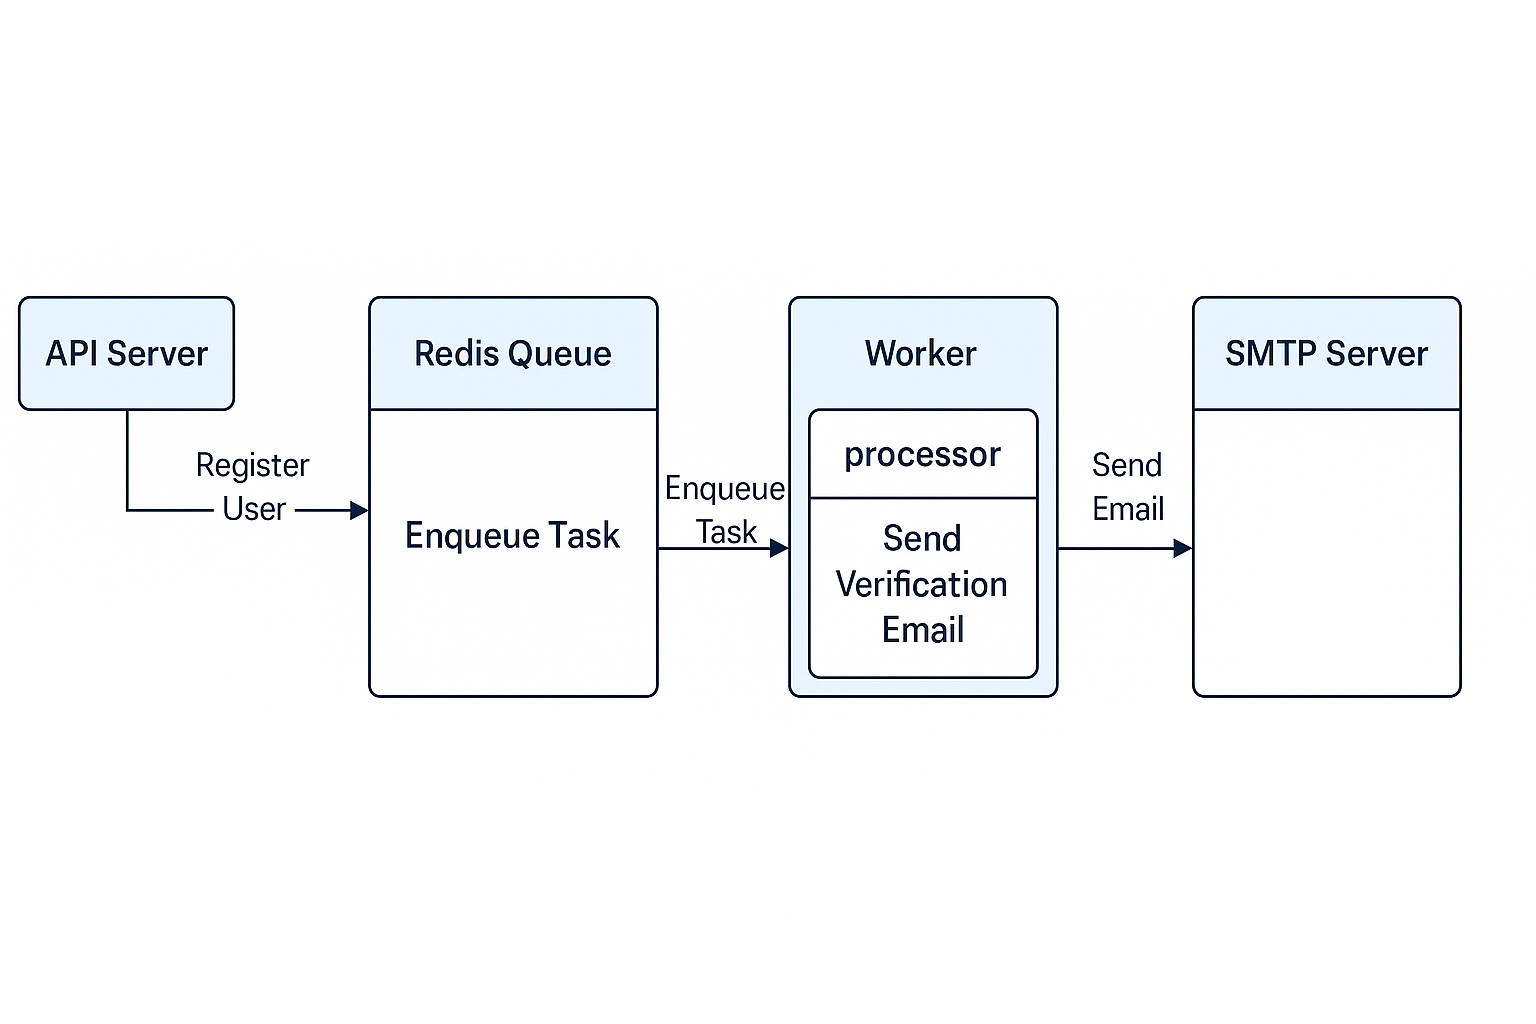 API Server
Redis Queue
Worker
SMTP Server
Register
User
Enqueue Task
Enqueue
Task
processor
Send
Verification
Email
Send
Email